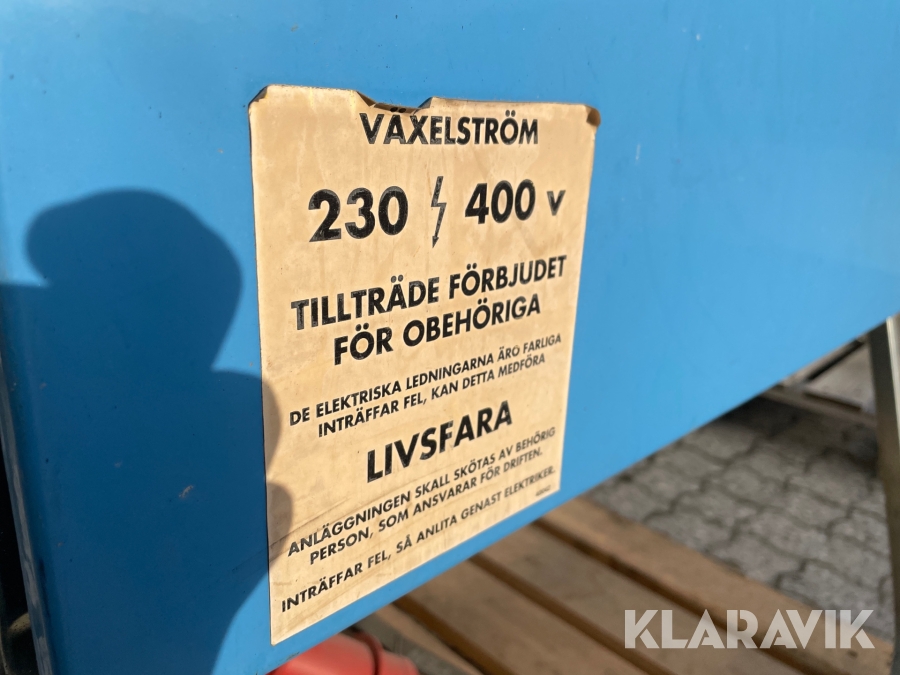 VÄXELSTRÖM
230 400 V
TILLTRÄDE FÖRBJUDET
FÖR OBEHÖRIGA
DE ELEKTRISKA LEDNINGARNA ÄRO FARLIGA
INTRÄFFAR FEL, KAN DETTA MEDFÖRA
LIVSFARA
ANLÄGGNINGEN SKALL SKÖTAS AV BEHÖRIG
PERSON, SOM ANSVARAR FÖR DRIFTEN.
INTRÄFFAR FEL, SÅ ANLITA GENAST ELEKTRIKER.
KLARAVIK